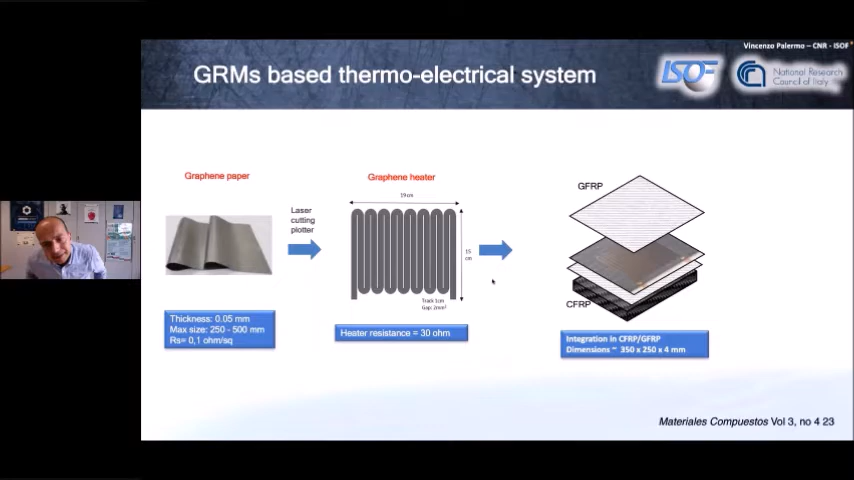 Vincenzo Palermo – CNR - ISOF
GRMs based thermo-electrical system
ISOF
National Research
Council of Italy
Graphene paper
Laser
cutting
plotter
Thickness: 0.05 mm
Max size: 250 - 500 mm
Rs= 0,1 ohm/sq
Graphene heater
19cm
15
cm
Track 1cm
Gap: 2mm
Heater resistance = 30 ohm
GFRP
CFRP
Integration in CFRP/GFRP
Dimensions ~ 350 x 250 x 4 mm
Materiales Compuestos Vol 3, no 4 23